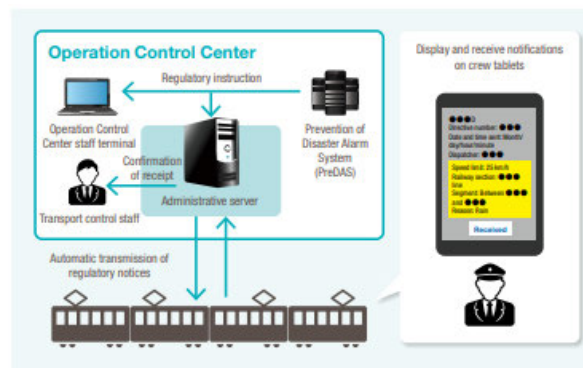 Operation Control Center
Regulatory instruction
Operation Control
Center staff terminal
Prevention of
Disaster Alarm
System
(PreDAS)
Confirmation
of receipt
Transport control staff
Administrative server
Automatic transmission of
regulatory notices
Display and receive notifications
on crew tablets
Directive number: ●●●
Date and time sent: Month/
day/hour/minute
Dispatcher: ●●●
Speed limit: 25 km/h
Railway section: ●●●
line
Segment: Between ●●●
and ●●●
Reason: Rain
Received